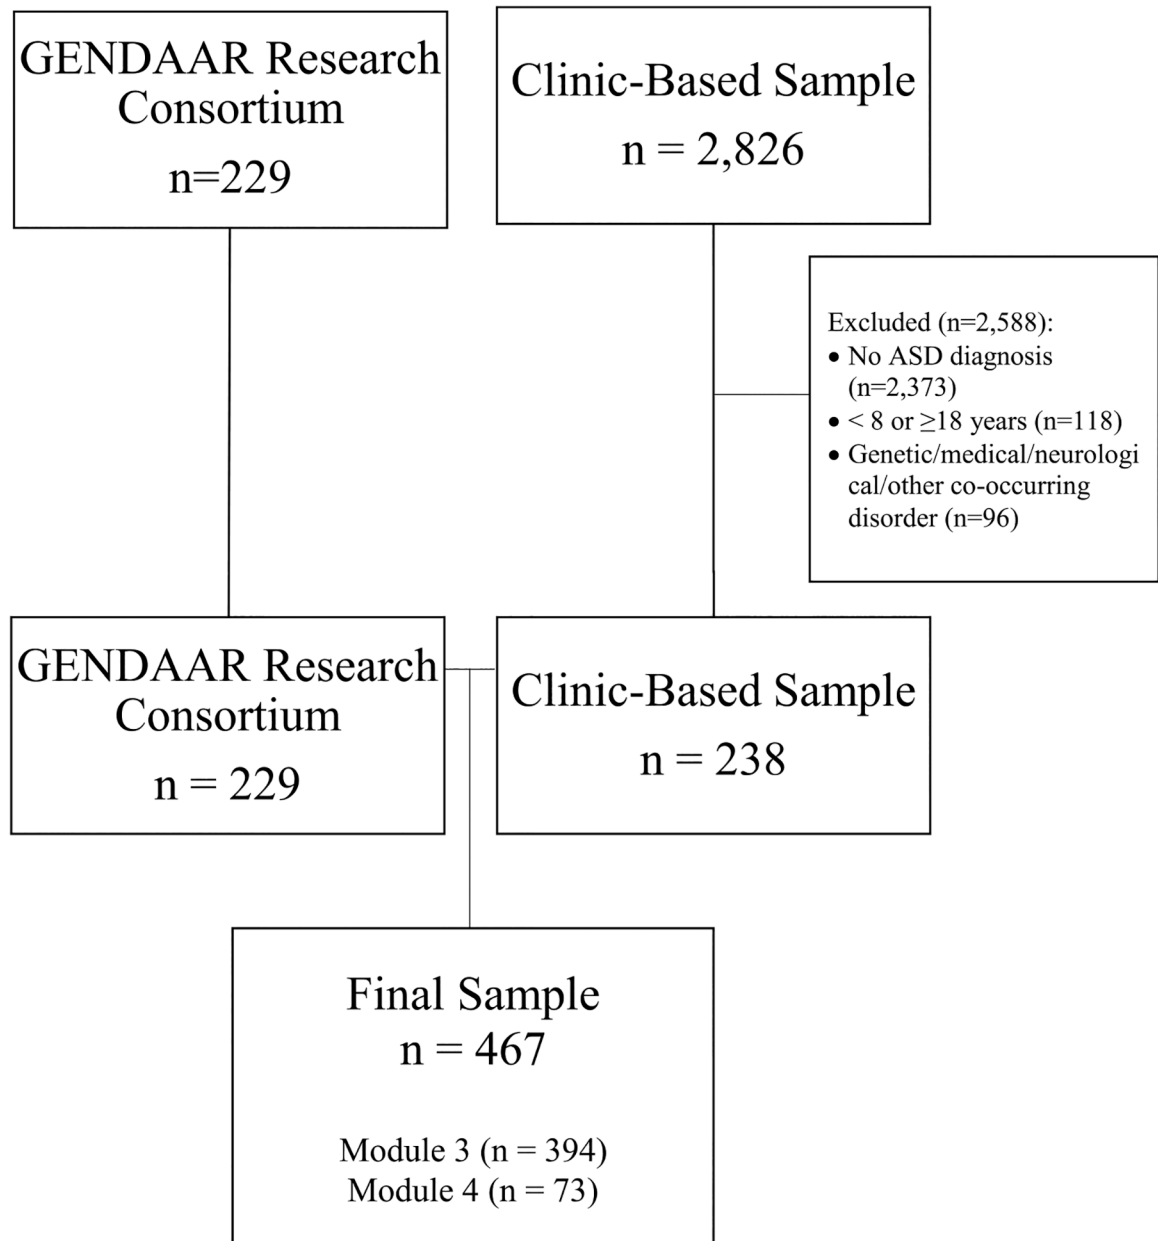 GENDAAR Research
Consortium
n=229
Clinic-Based Sample
n = 2,826
Excluded (n=2,588):
• No ASD diagnosis
(n=2,373)
• < 8 or ≥18 years (n=118)
• Genetic/medical/neurologi
cal/other co-occurring
disorder (n=96)
GENDAAR Research
Consortium
n = 229
Clinic-Based Sample
n = 238
Final Sample
n = 467
Module 3 (n = 394)
Module 4 (n = 73)